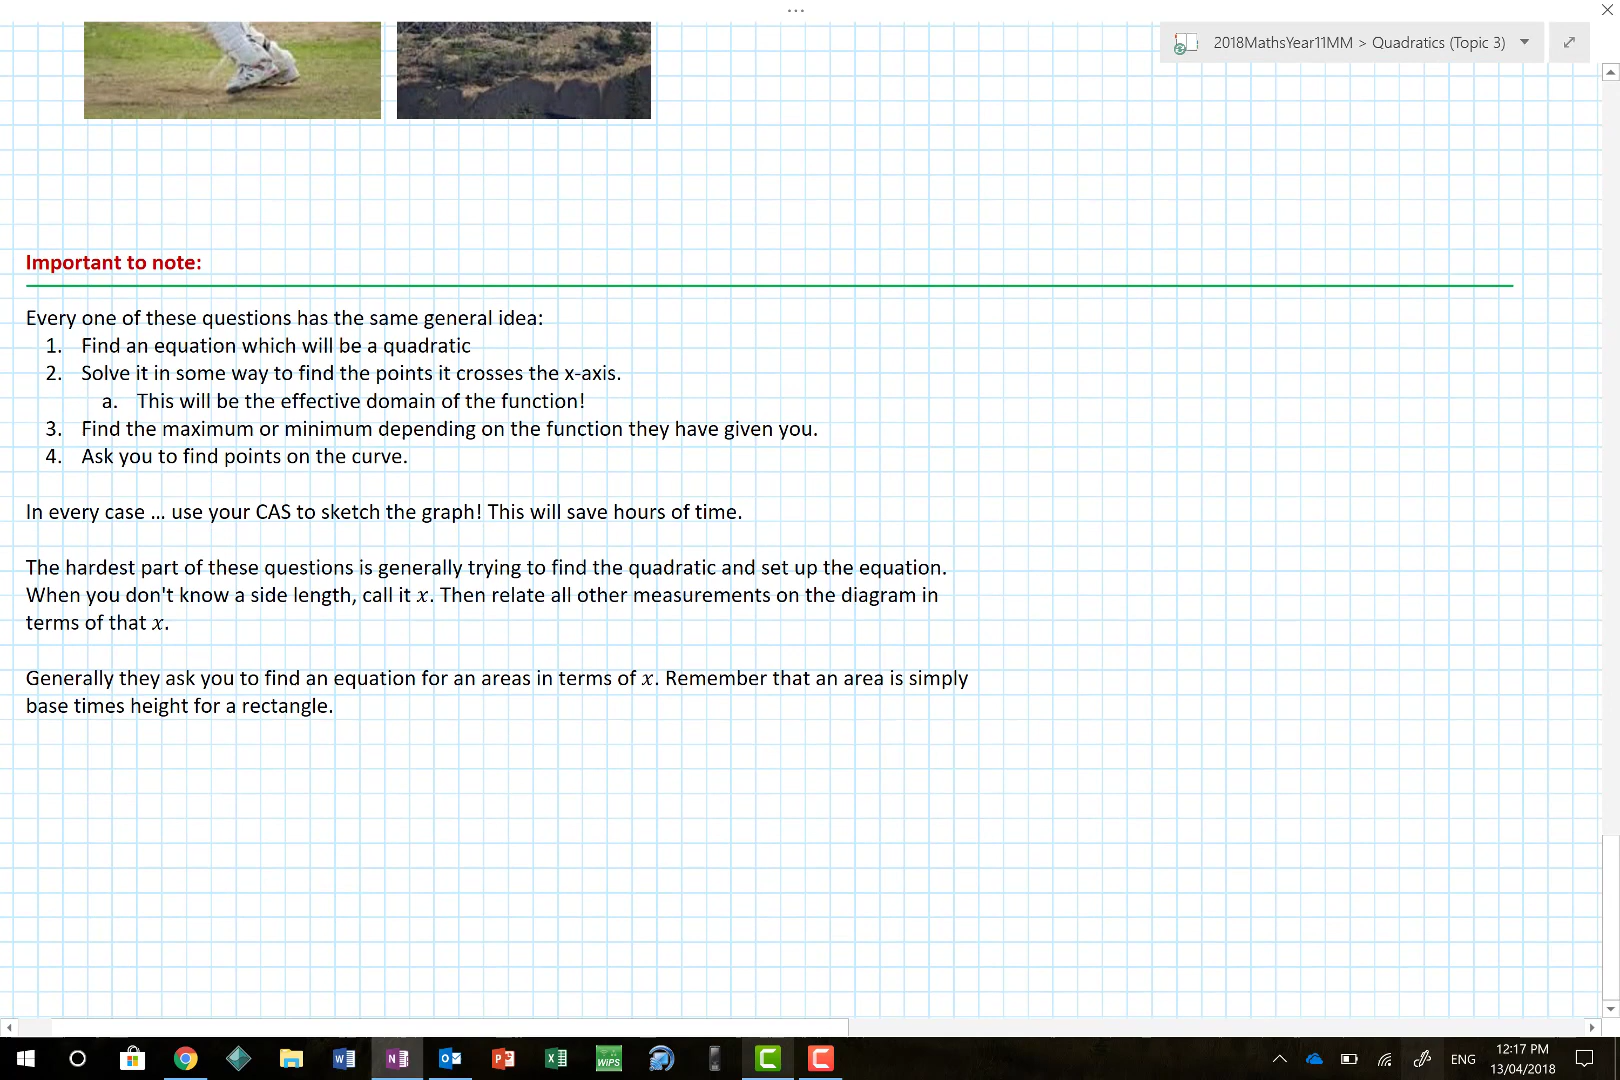 2018MathsYear11MM > Quadratics (Topic 3)
Important to note:
Every one of these questions has the same general idea:
1. Find an equation which will be a quadratic
2. Solve it in some way to find the points it crosses the x-axis.
a. This will be the effective domain of the function!
3. Find the maximum or minimum depending on the function they have given you.
4. Ask you to find points on the curve.
In every case ... use your CAS to sketch the graph! This will save hours of time.
The hardest part of these questions is generally trying to find the quadratic and set up the equation.
When you don't know a side length, call it x. Then relate all other measurements on the diagram in
terms of that x.
Generally they ask you to find an equation for an areas in terms of x. Remember that an area is simply
base times height for a rectangle.
WiPS
ENG
12:17 PM
13/04/2018